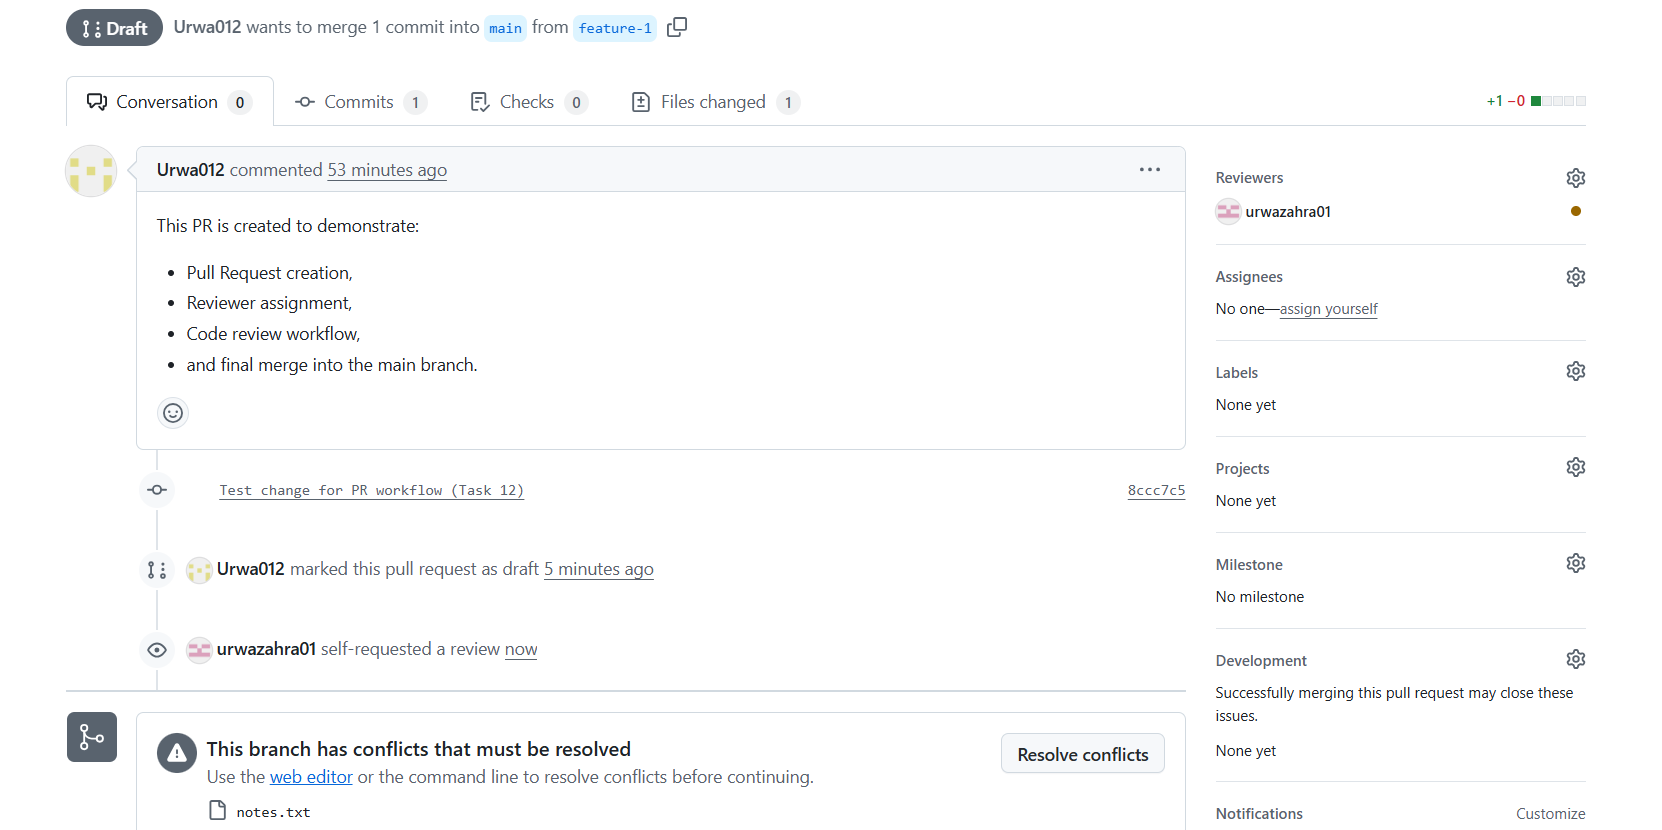 Draft
Urwa012 wants to merge 1 commit into main from feature-1
Conversation 0
Commits 1
Checks 0
Files changed 1
+1 −0
Urwa012 commented 53 minutes ago
This PR is created to demonstrate:
• Pull Request creation,
• Reviewer assignment,
• Code review workflow,
• and final merge into the main branch.
Test change for PR workflow (Task 12) 8ccc7c5
Urwa012 marked this pull request as draft 5 minutes ago
urwazahra01 self-requested a review now
This branch has conflicts that must be resolved
Use the web editor or the command line to resolve conflicts before continuing.
notes.txt
Resolve conflicts
Reviewers
urwazahra01
Assignees
No one—assign yourself
Labels
None yet
Projects
None yet
Milestone
No milestone
Development
Successfully merging this pull request may close these
issues.
None yet
Notifications Customize